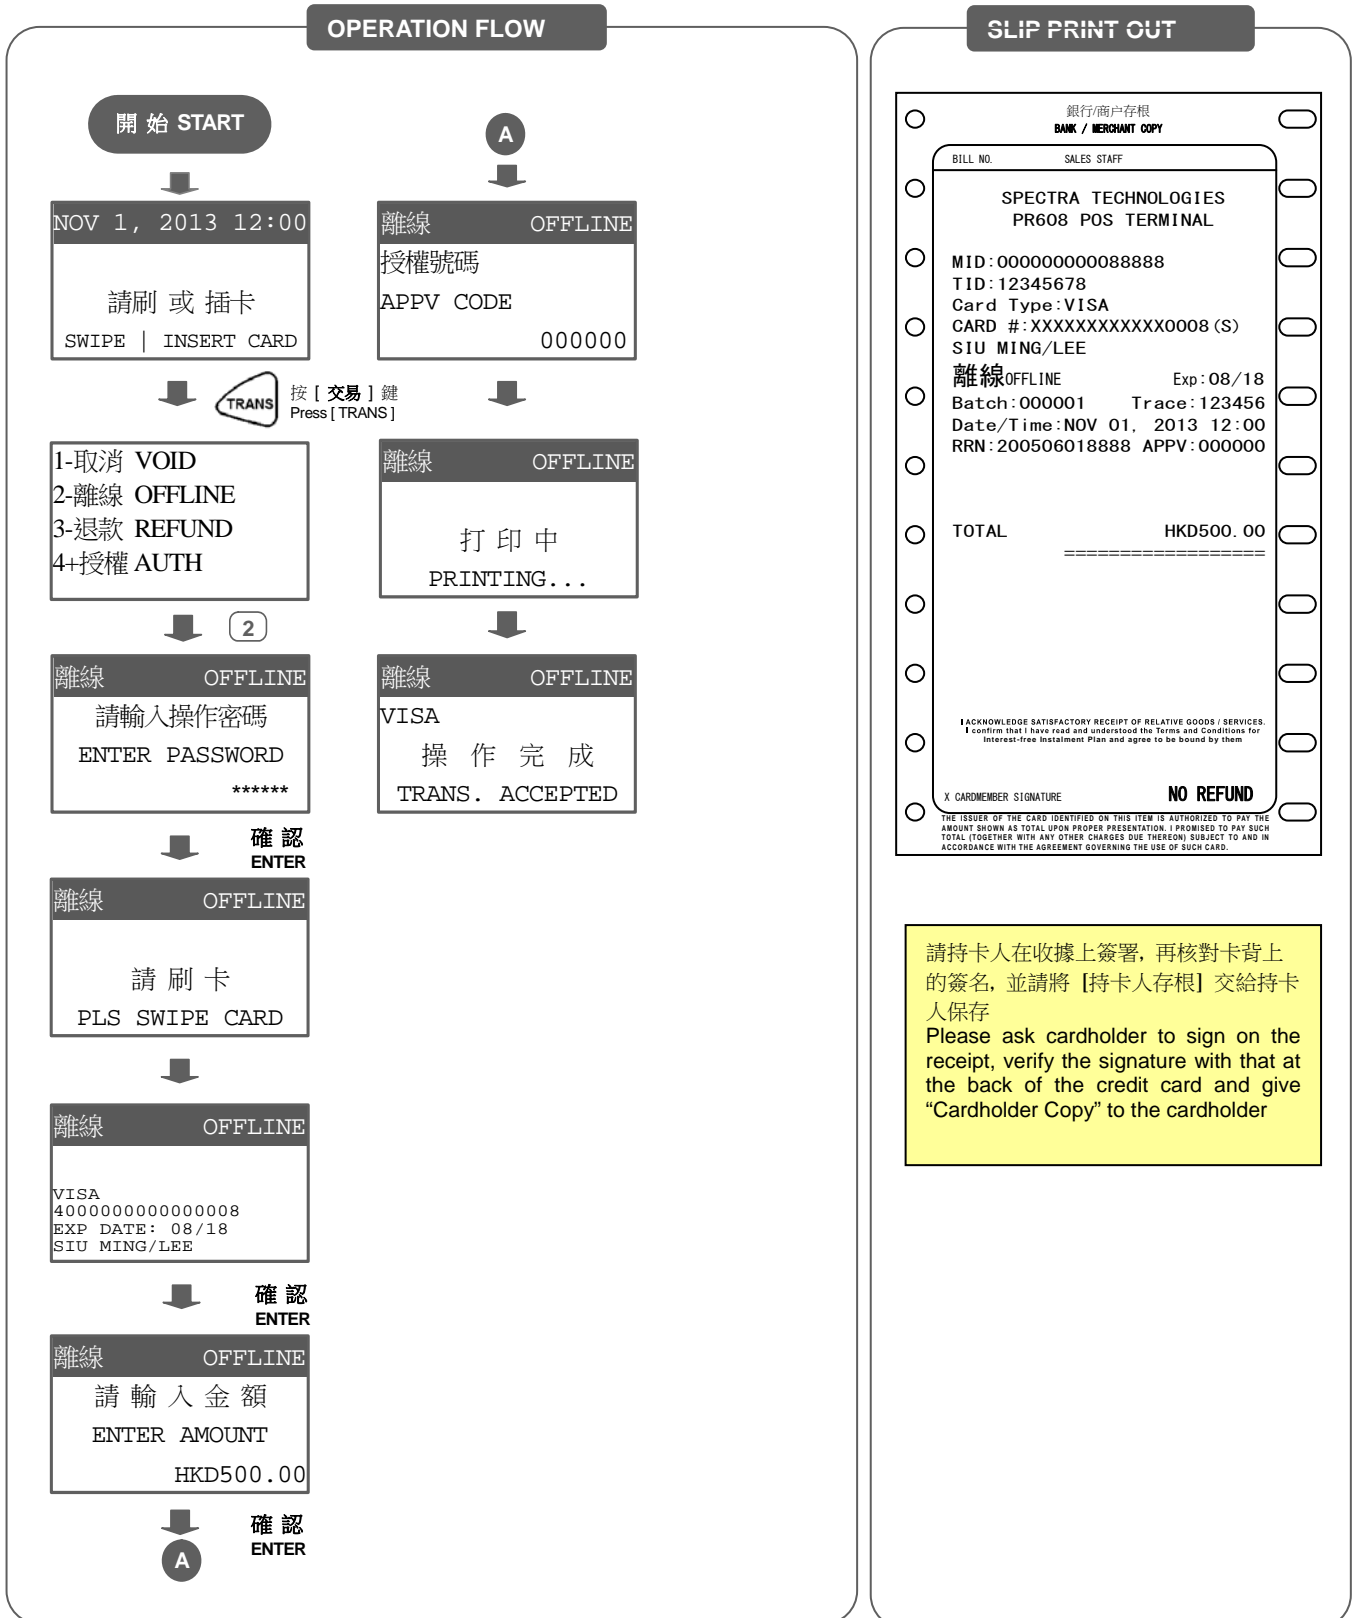 OPERATION FLOW
開 始 START
NOV 1, 2013 12:00
請刷 或 插卡
SWIPE | INSERT CARD
TRANS
按 [ 交易 ] 鍵
Press [ TRANS ]
1-取消 VOID
2-離線 OFFLINE
3-退款 REFUND
4+授權 AUTH
2
離線 OFFLINE
請輸入操作密碼
ENTER PASSWORD
******
確 認
ENTER
離線 OFFLINE
請 刷 卡
PLS SWIPE CARD
離線 OFFLINE
VISA
4000000000000008
EXP DATE: 08/18
SIU MING/LEE
確 認
ENTER
離線 OFFLINE
請 輸 入 金 額
ENTER AMOUNT
HKD500.00
確 認
ENTER
A
A
離線 OFFLINE
授權號碼
APPV CODE
000000
離線 OFFLINE
打 印 中
PRINTING...
離線 OFFLINE
VISA
操 作 完 成
TRANS. ACCEPTED
SLIP PRINT OUT
銀行/商户存根
BANK / MERCHANT COPY
BILL NO. SALES STAFF
SPECTRA TECHNOLOGIES
PR608 POS TERMINAL
MID:000000000088888
TID:12345678
Card Type:VISA
CARD #:XXXXXXXXXXXX0008(S)
SIU MING/LEE
離線OFFLINE Exp:08/18
Batch:000001 Trace:123456
Date/Time:NOV 01, 2013 12:00
RRN:200506018888 APPV:000000
TOTAL HKD500.00
==================
I ACKNOWLEDGE SATISFACTORY RECEIPT OF RELATIVE GOODS / SERVICES.
I confirm that I have read and understood the Terms and Conditions for
Interest-free Instalment Plan and agree to be bound by them
X CARDMEMBER SIGNATURE NO REFUND
THE ISSUER OF THE CARD IDENTIFIED ON THIS ITEM IS AUTHORIZED TO PAY THE
AMOUNT SHOWN AS TOTAL UPON PROPER PRESENTATION. I PROMISED TO PAY SUCH
TOTAL (TOGETHER WITH ANY OTHER CHARGES DUE THEREON) SUBJECT TO AND IN
ACCORDANCE WITH THE AGREEMENT GOVERNING THE USE OF SUCH CARD.
請持卡人在收據上簽署, 再核對卡背上
的簽名, 並請將 [持卡人存根] 交給持卡
人保存
Please ask cardholder to sign on the
receipt, verify the signature with that at
the back of the credit card and give
“Cardholder Copy” to the cardholder